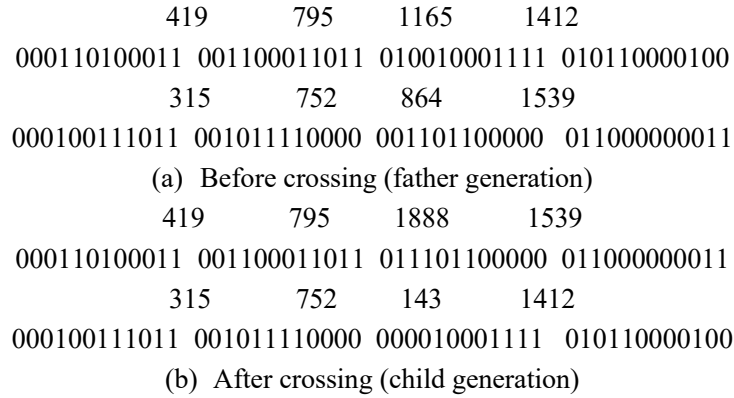 419 795 1165 1412
000110100011 001100011011 010010001111 010110000100
315 752 864 1539
000100111011 001011110000 001101100000 011000000011
(a) Before crossing (father generation)
419 795 1888 1539
000110100011 001100011011 011101100000 011000000011
315 752 143 1412
000100111011 001011110000 000010001111 010110000100
(b) After crossing (child generation)